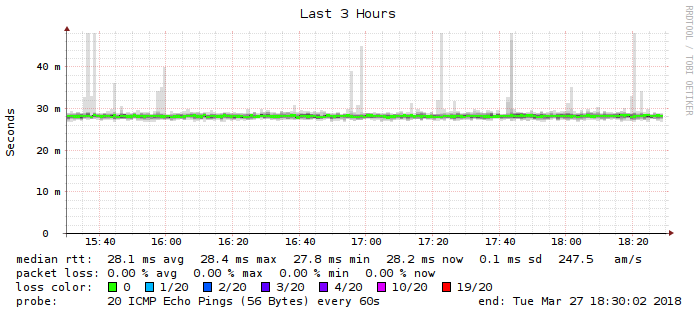 Last 3 Hours
RRDTOOL / TOBI OETIKER
Seconds
40 m
30 m
20 m
10 m
0
15:40 16:00 16:20 16:40 17:00 17:20 17:40 18:00 18:20
median rtt: 28.1 ms avg 28.4 ms max 27.8 ms min 28.2 ms now 0.1 ms sd 247.5 am/s
packet loss: 0.00 % avg 0.00 % max 0.00 % min 0.00 % now
loss color: 0 1/20 2/20 3/20 4/20 10/20 19/20
probe: 20 ICMP Echo Pings (56 Bytes) every 60s end: Tue Mar 27 18:30:02 2018